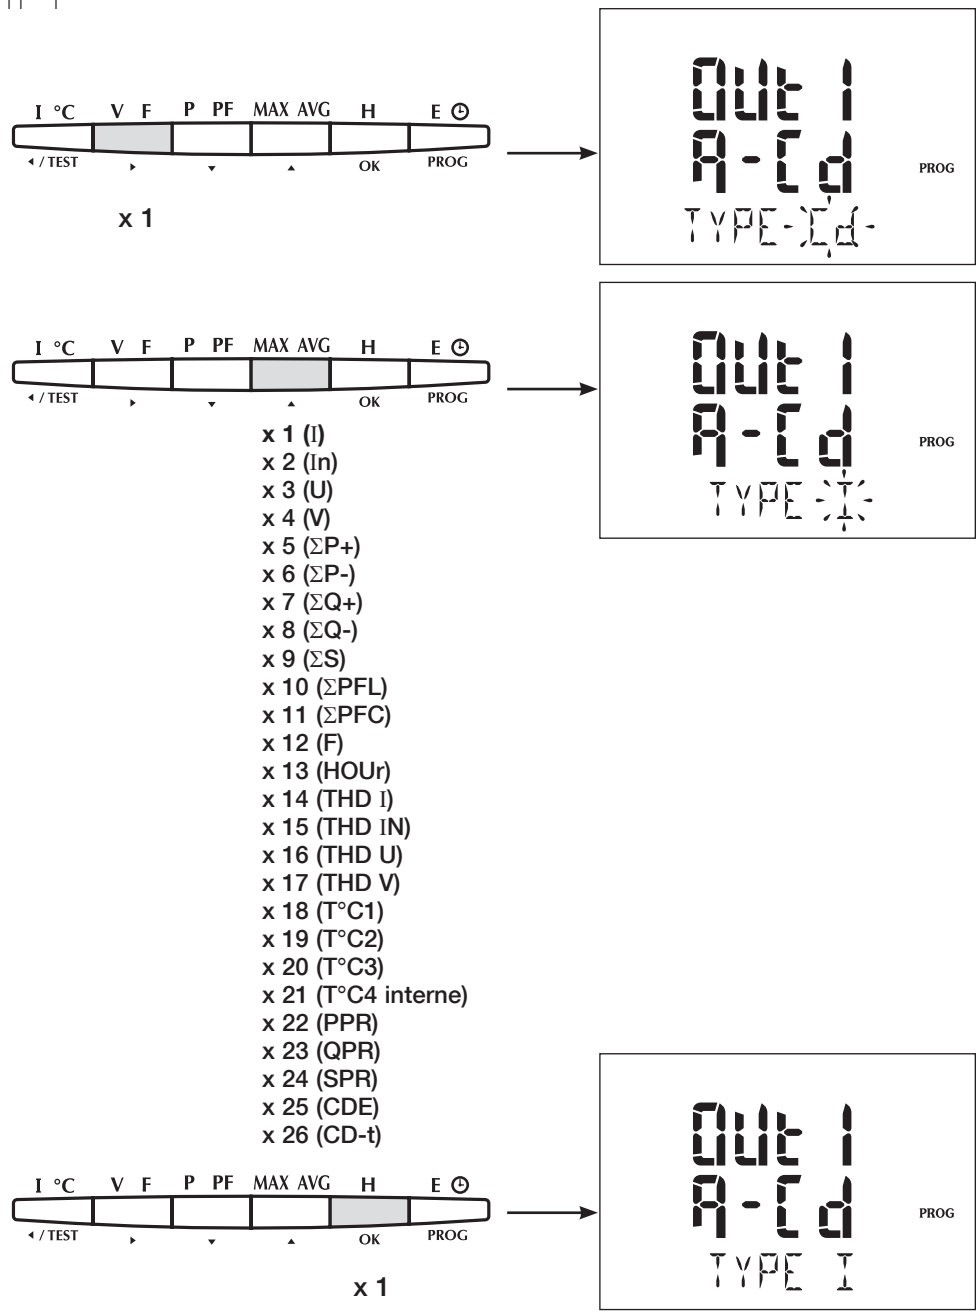 I °C V F P PF MAX AVG H E
/ TEST OK PROG
x 1
OUt 1
A-Cd
PROG
TYPE Cd
I °C V F P PF MAX AVG H E
/ TEST OK PROG
OUt 1
A-Cd
PROG
TYPE I
x 1 (I)
x 2 (In)
x 3 (U)
x 4 (V)
x 5 (ΣP+)
x 6 (ΣP-)
x 7 (ΣQ+)
x 8 (ΣQ-)
x 9 (ΣS)
x 10 (ΣPFL)
x 11 (ΣPFC)
x 12 (F)
x 13 (HOUr)
x 14 (THD I)
x 15 (THD IN)
x 16 (THD U)
x 17 (THD V)
x 18 (T°C1)
x 19 (T°C2)
x 20 (T°C3)
x 21 (T°C4 interne)
x 22 (PPR)
x 23 (QPR)
x 24 (SPR)
x 25 (CDE)
x 26 (CD-t)
I °C V F P PF MAX AVG H E
/ TEST OK PROG
x 1
OUt 1
A-Cd
PROG
TYPE I